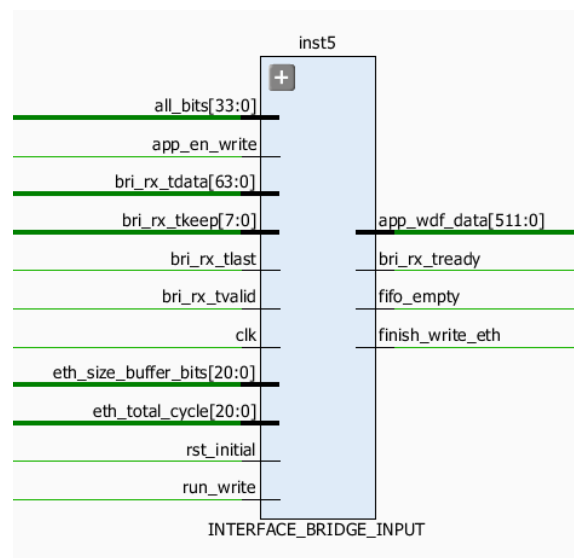 inst5
all_bits[33:0]
app_en_write
bri_rx_tdata[63:0]
bri_rx_tkeep[7:0]
app_wdf_data[511:0]
bri_rx_tlast
bri_rx_tready
bri_rx_tvalid
fifo_empty
clk
finish_write_eth
eth_size_buffer_bits[20:0]
eth_total_cycle[20:0]
rst_initial
run_write
INTERFACE_BRIDGE_INPUT